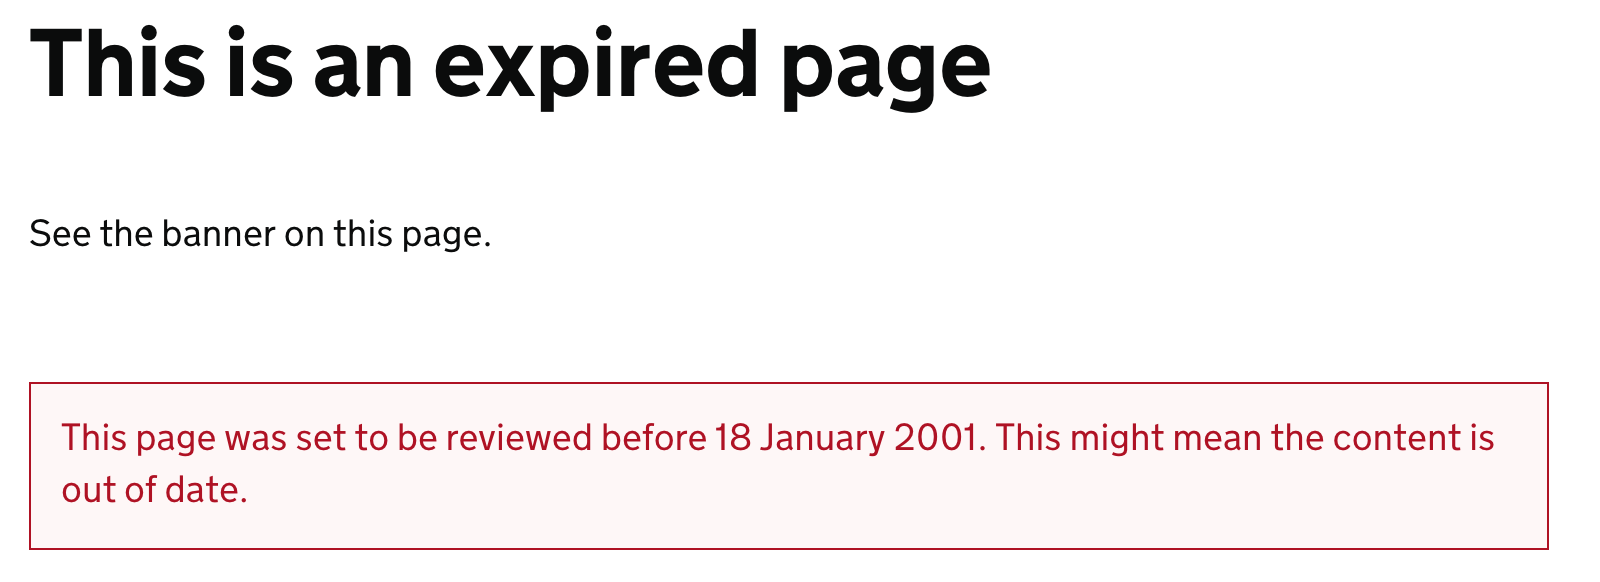 This is an expired page
See the banner on this page.
This page was set to be reviewed before 18 January 2001. This might mean the content is
out of date.